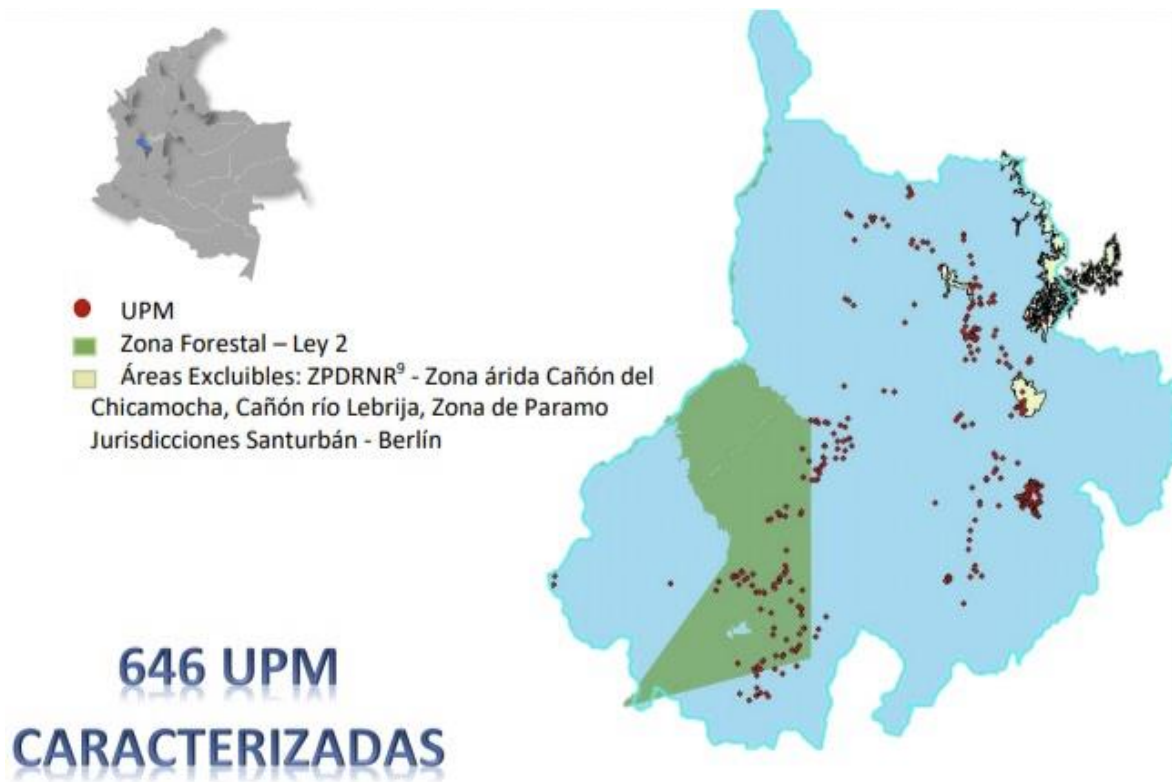 UPM
Zona Forestal – Ley 2
Áreas Excluibles: ZPDRNR⁹ - Zona árida Cañón del
Chicamocha, Cañón río Lebrija, Zona de Paramo
Jurisdicciones Santurbán - Berlín
646 UPM
CARACTERIZADAS